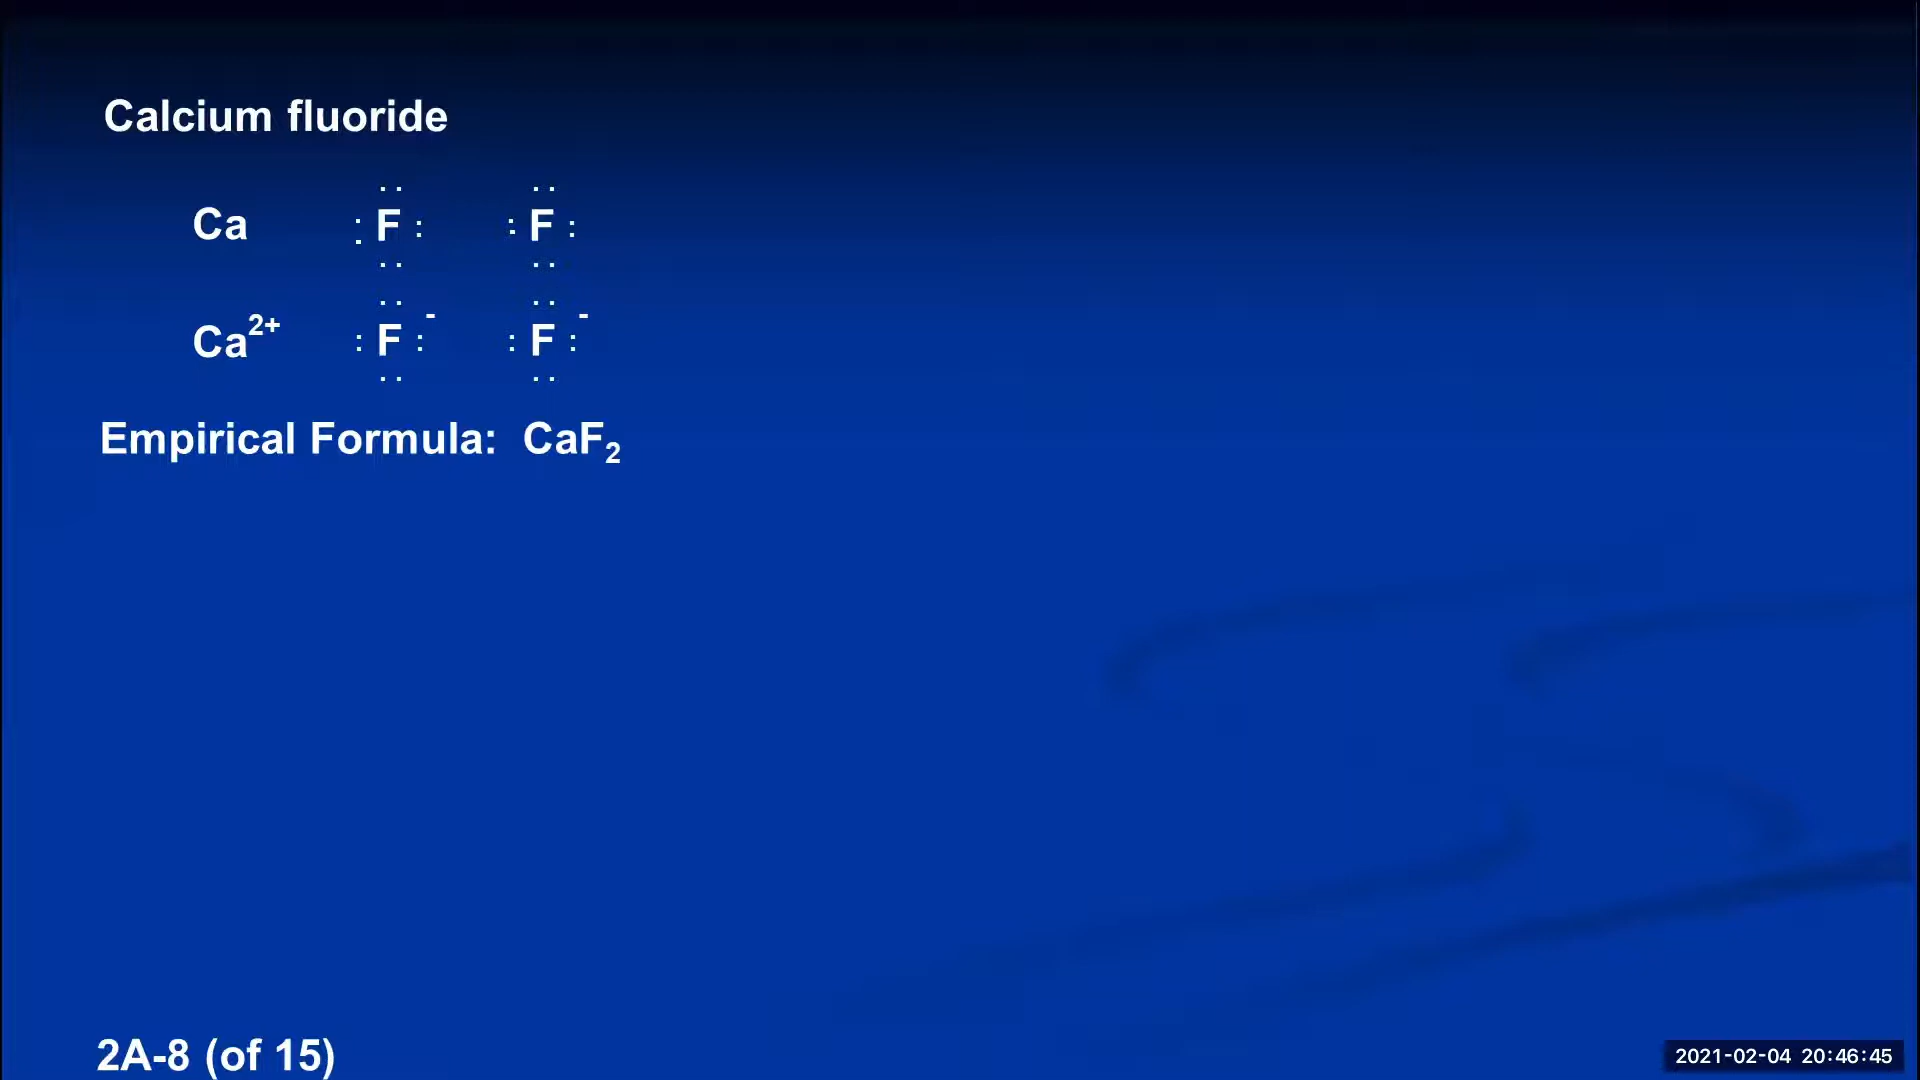 Calcium fluoride
Ca :F: :F:
Ca2+ :F:- :F:-
Empirical Formula: CaF2
2A-8 (of 15)
2021-02-04 20:46:45